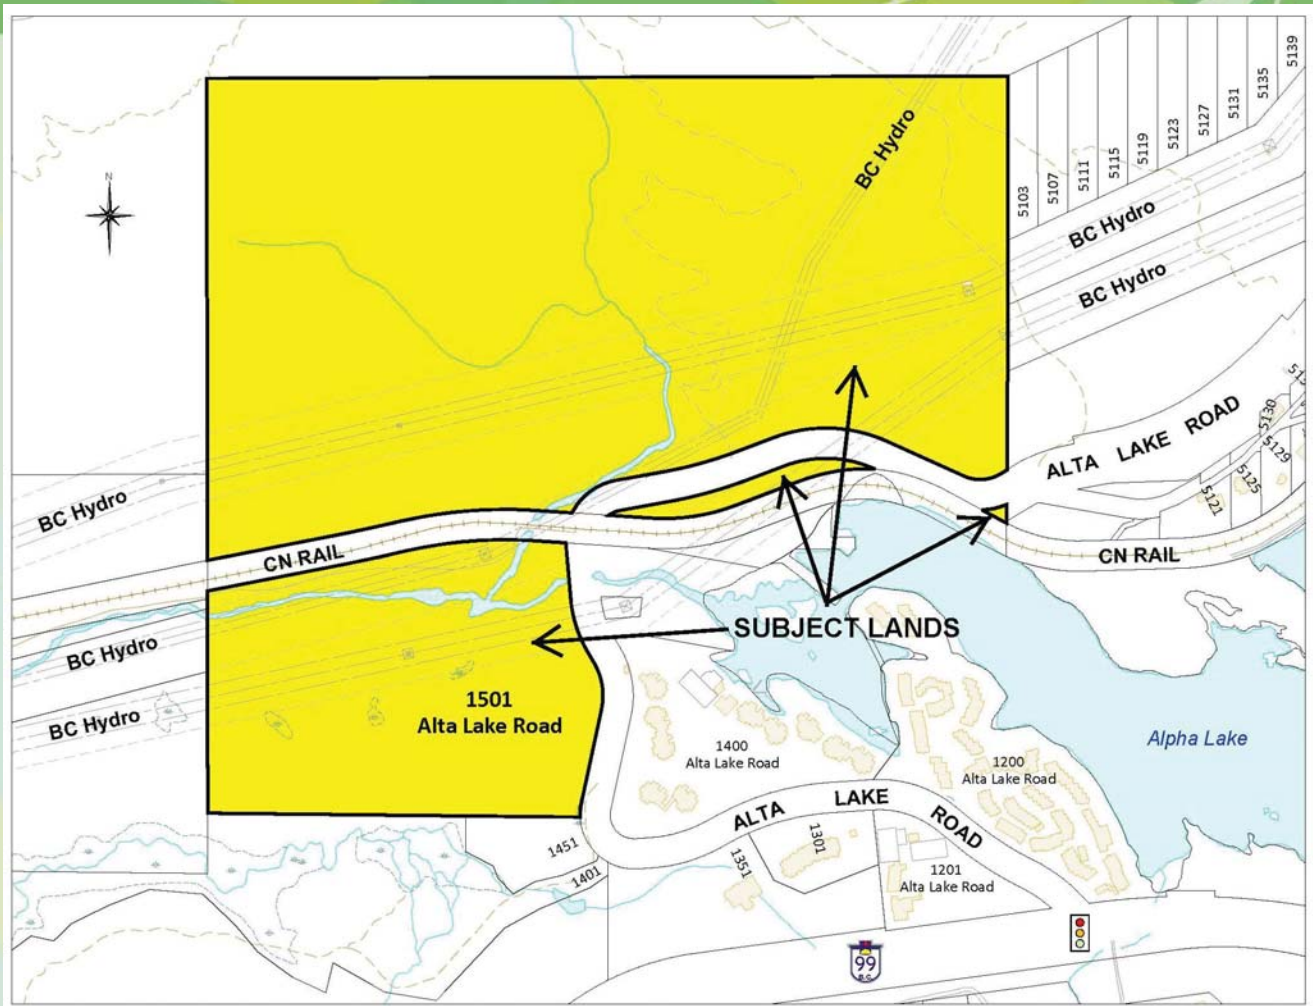 N
5139
5135
5131
5127
5123
5119
5115
5111
5107
5103
BC Hydro
BC Hydro
BC Hydro
ALTA LAKE ROAD
5130
5129
5125
5121
BC Hydro
CN RAIL
CN RAIL
SUBJECT LANDS
BC Hydro
BC Hydro
1501
Alta Lake Road
1400
Alta Lake Road
1200
Alta Lake Road
Alpha Lake
ALTA LAKE ROAD
1451
1401
1351
1301
1201
Alta Lake Road
99
B.C.